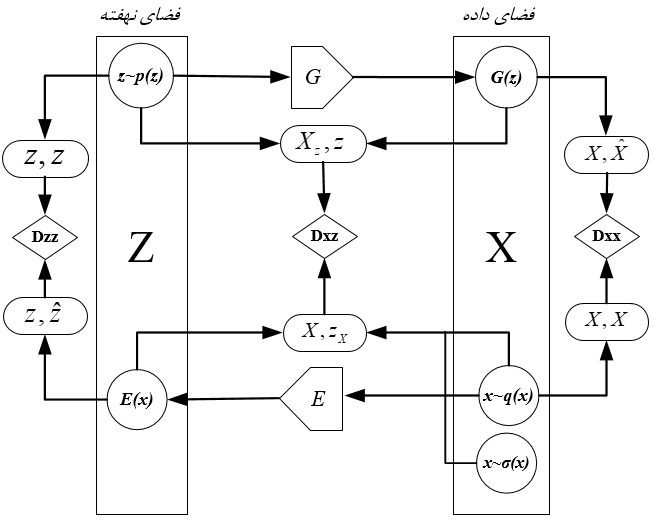 فضای داده
فضای نهفته
z~p(z)
G
G(z)
z, z
X_z, z
X, X̂
Dzz
Dxz
Dxx
Z
X
z, ẑ
X, z_X
X, X
E(x)
E
x~q(x)
x~σ(x)